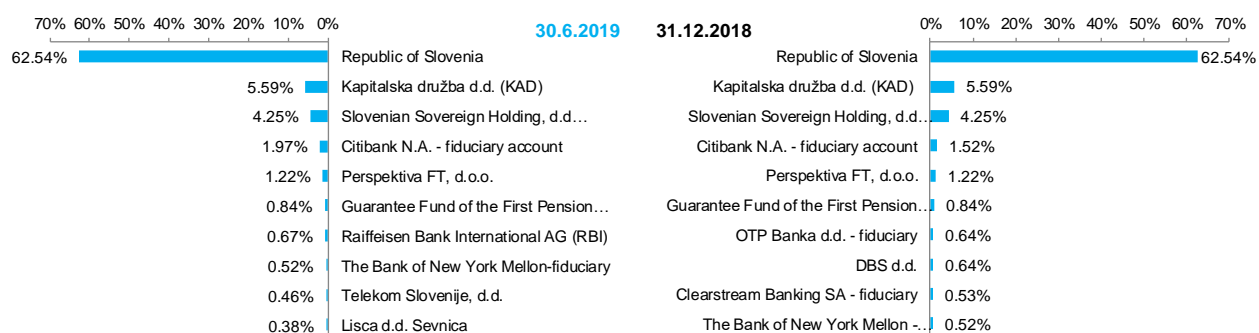 70% 60% 50% 40% 30% 20% 10% 0%
30.6.2019
62.54% Republic of Slovenia
5.59% Kapitalska družba d.d. (KAD)
4.25% Slovenian Sovereign Holding, d.d…
1.97% Citibank N.A. - fiduciary account
1.22% Perspektiva FT, d.o.o.
0.84% Guarantee Fund of the First Pension…
0.67% Raiffeisen Bank International AG (RBI)
0.52% The Bank of New York Mellon-fiduciary
0.46% Telekom Slovenije, d.d.
0.38% Lisca d.d. Sevnica
31.12.2018
0% 10% 20% 30% 40% 50% 60% 70%
Republic of Slovenia 62.54%
Kapitalska družba d.d. (KAD) 5.59%
Slovenian Sovereign Holding, d.d… 4.25%
Citibank N.A. - fiduciary account 1.52%
Perspektiva FT, d.o.o. 1.22%
Guarantee Fund of the First Pension… 0.84%
OTP Banka d.d. - fiduciary 0.64%
DBS d.d. 0.64%
Clearstream Banking SA - fiduciary 0.53%
The Bank of New York Mellon -… 0.52%